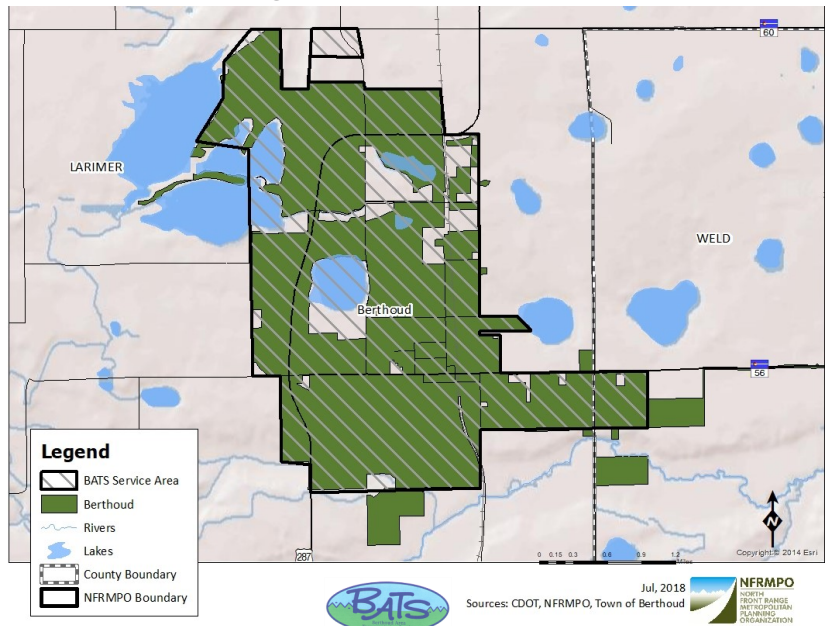 60
LARIMER
WELD
Berthoud
56
Legend
BATS Service Area
Berthoud
Rivers
Lakes
County Boundary
NFRMPO Boundary
287
N
0 0.15 0.3 0.6 0.9 1.2
Copyright © 2014 Esri
BATS
Jul, 2018
Sources: CDOT, NFRMPO, Town of Berthoud
NFRMPO
NORTH
FRONT RANGE
METROPOLITAN
PLANNING
ORGANIZATION